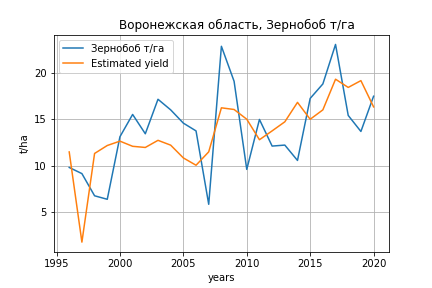 Воронежская область, Зернобоб т/га
Зернобоб т/га
Estimated yield
t/ha
20
15
10
5
1995
2000
2005
2010
2015
2020
years